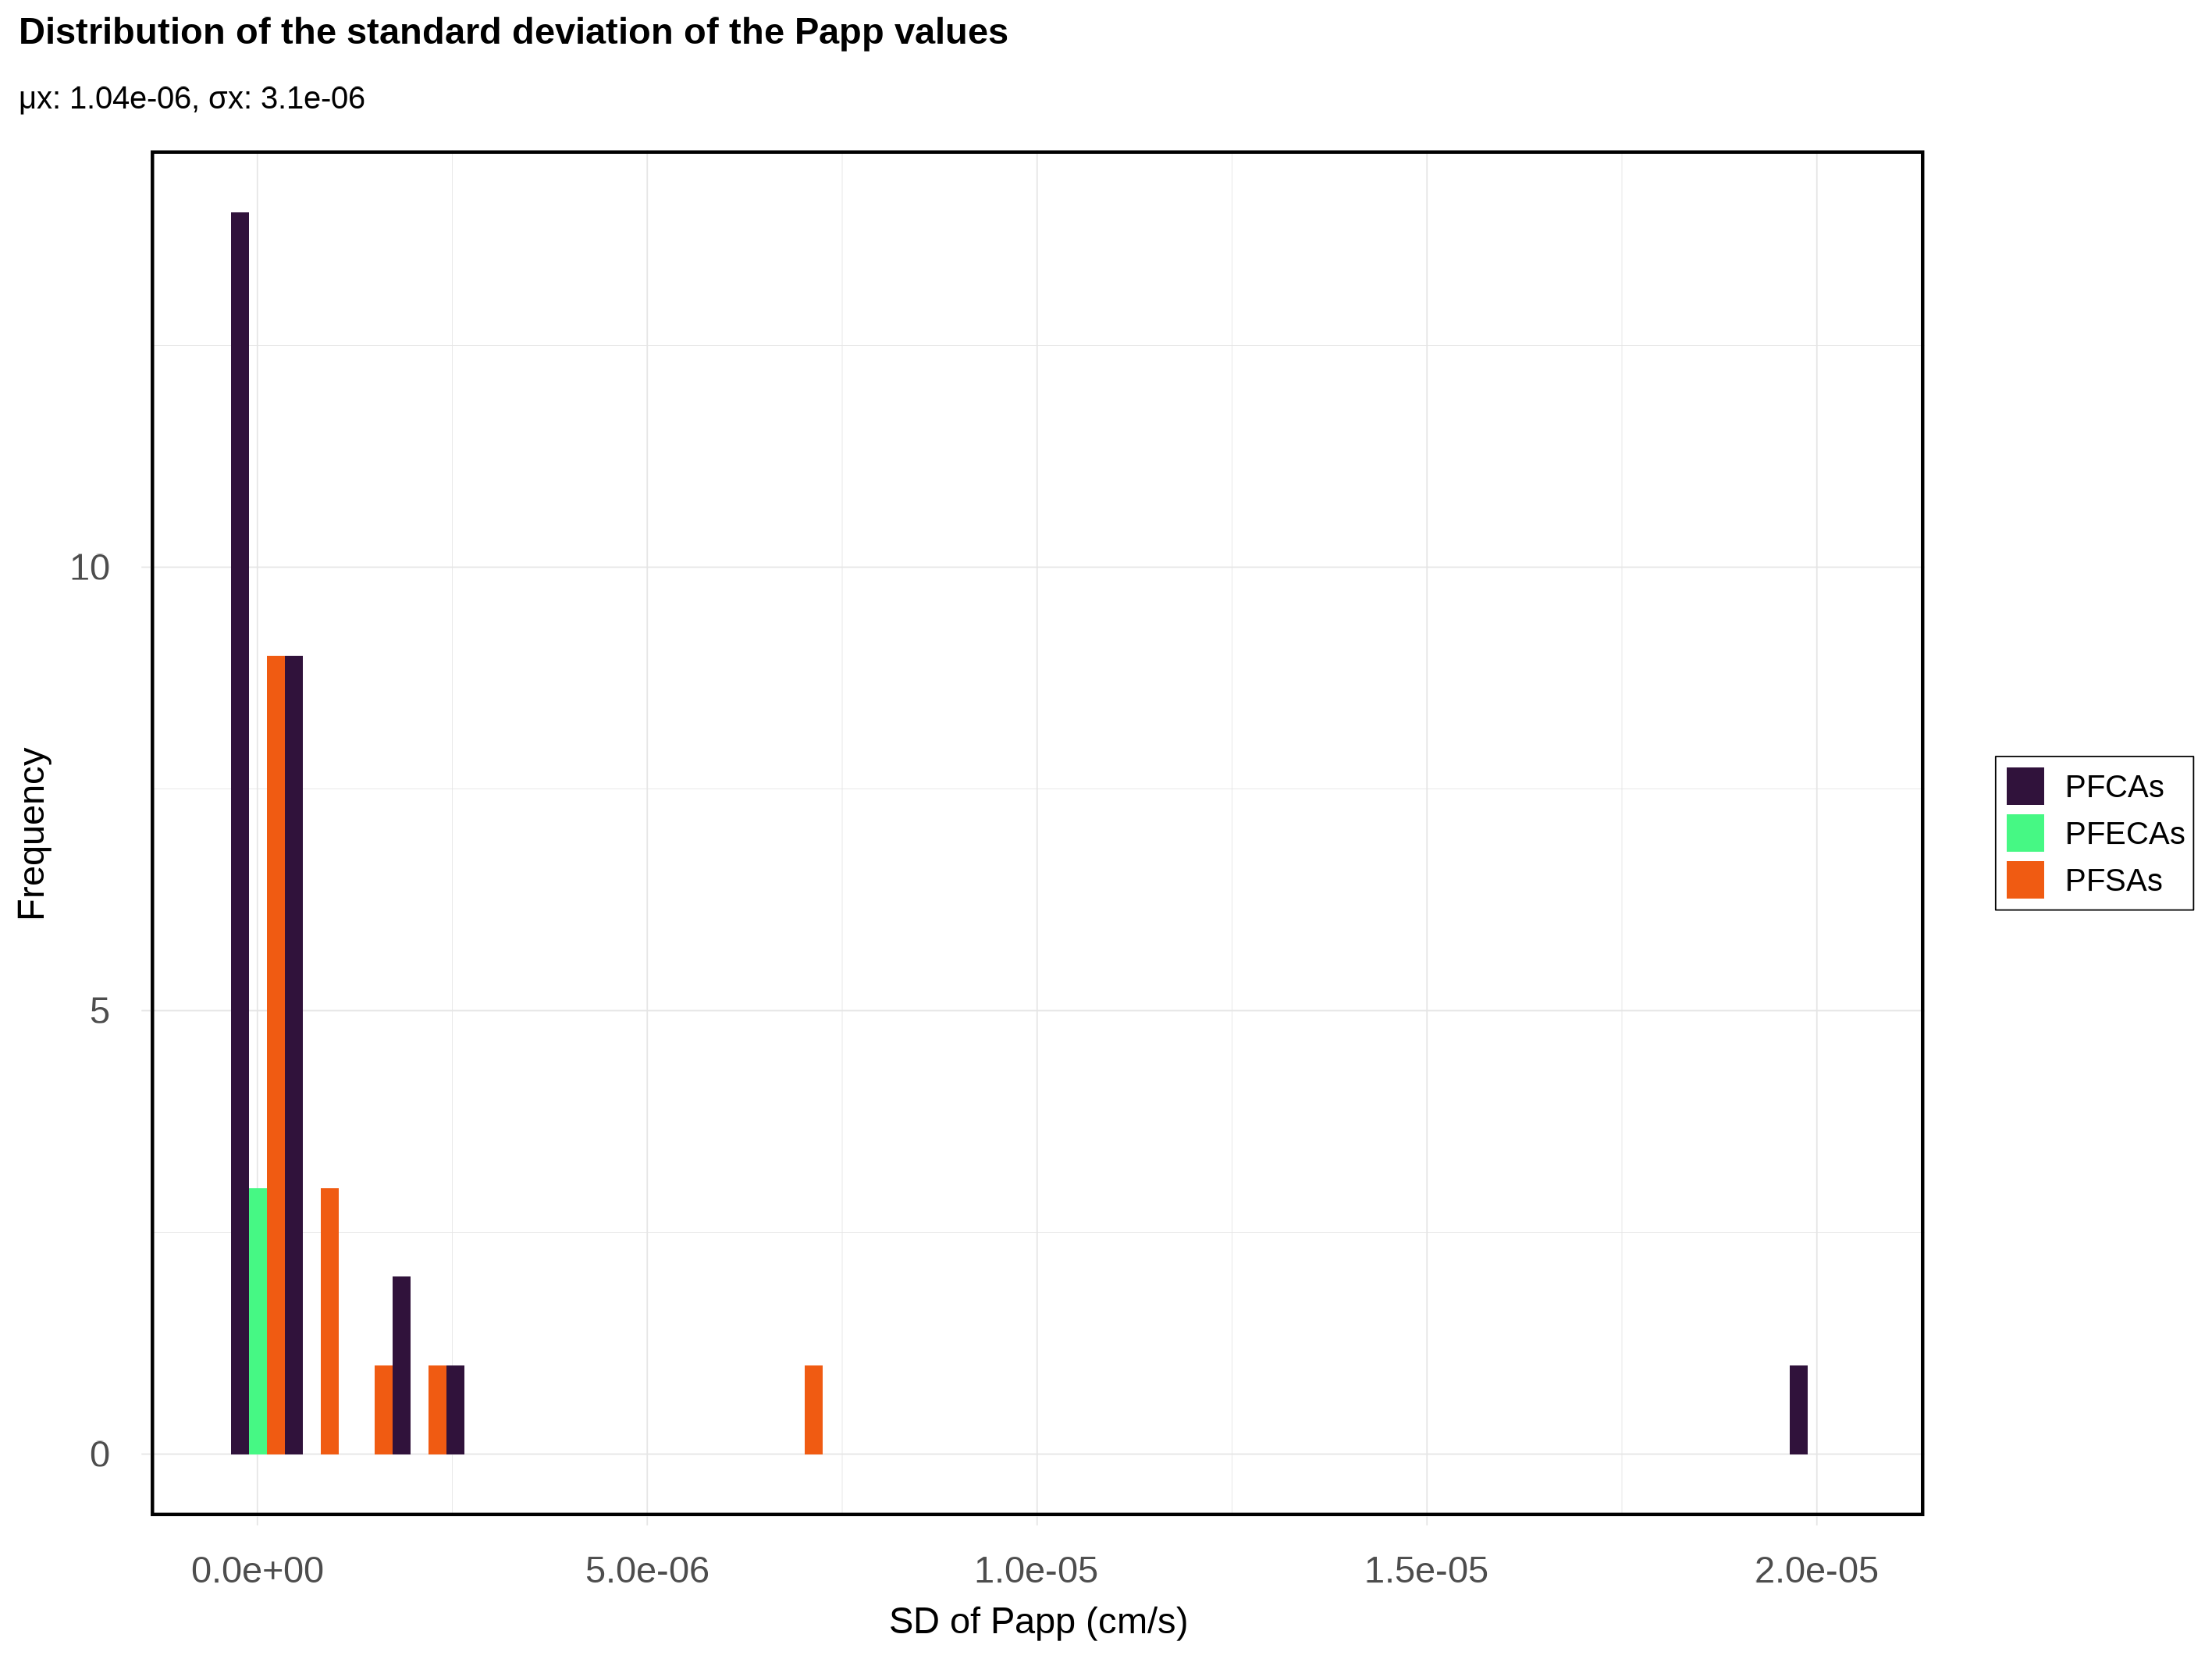 Distribution of the standard deviation of the Papp values
μx: 1.04e-06, σx: 3.1e-06
10
5
0
Frequency
0.0e+00 5.0e-06 1.0e-05 1.5e-05 2.0e-05
SD of Papp (cm/s)
PFCAs
PFECAs
PFSAs